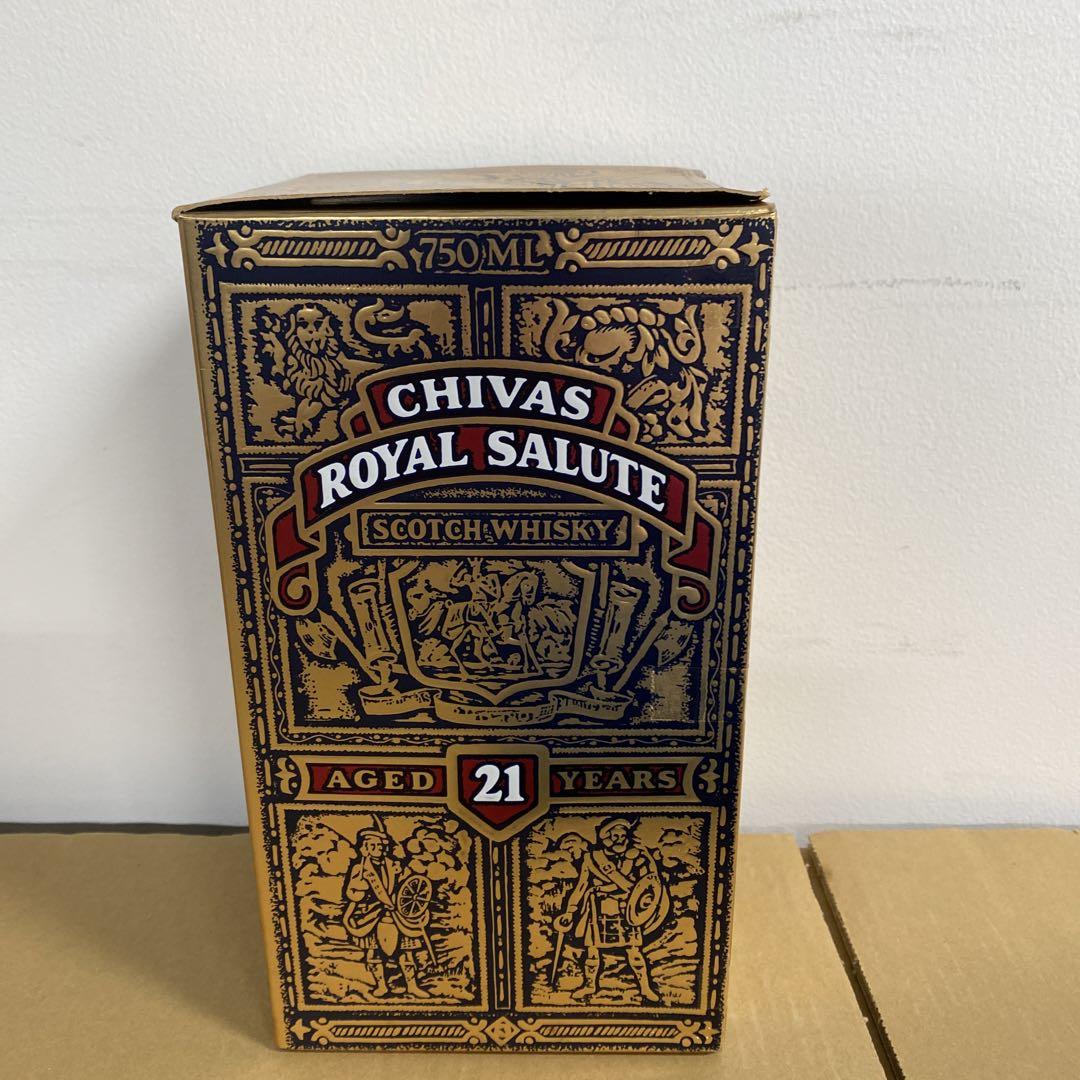 750 ML
CHIVAS
ROYAL SALUTE
SCOTCH WHISKY
AGED 21 YEARS